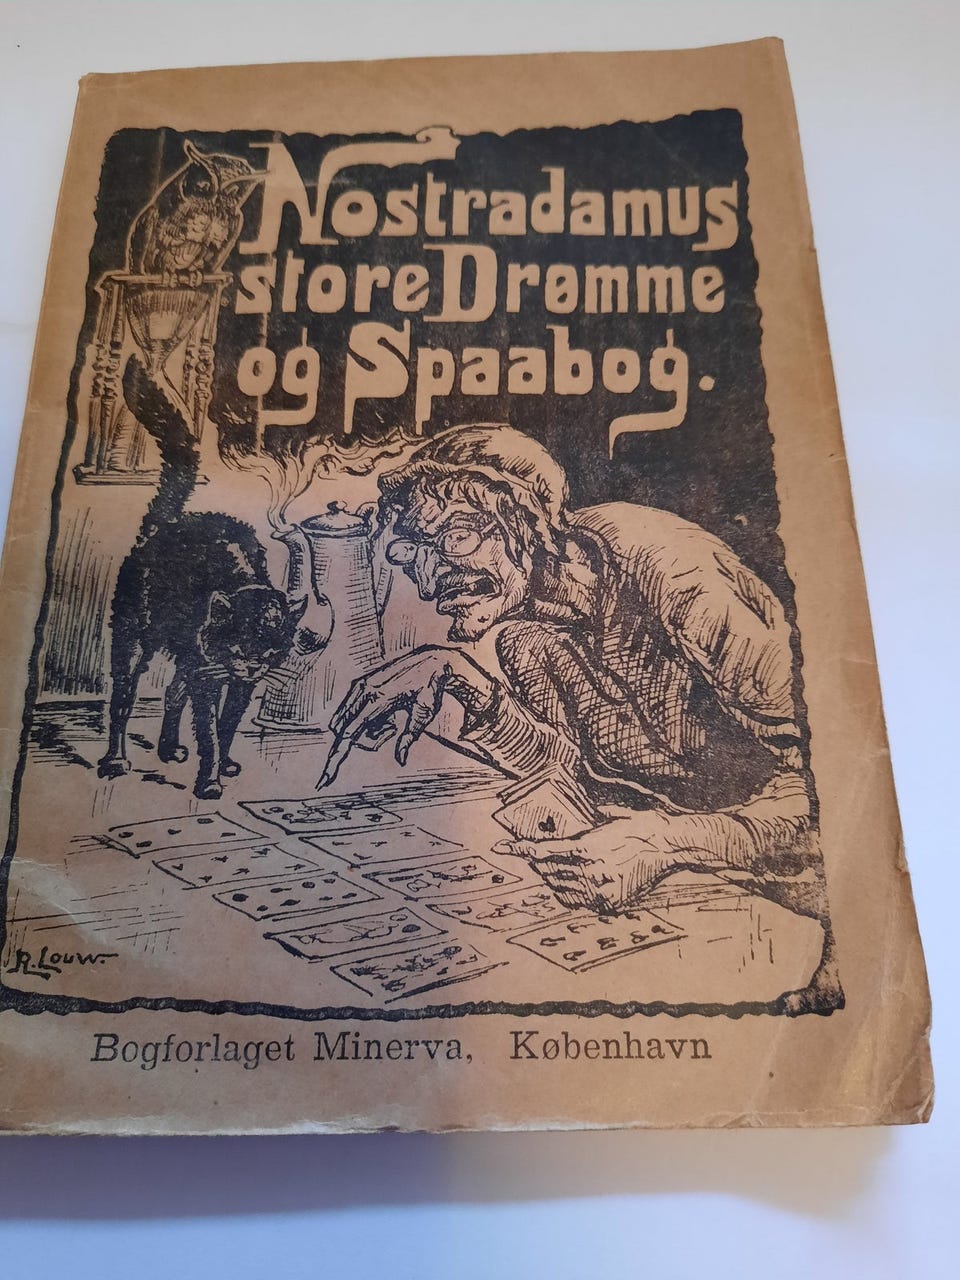 Nostradamus
store Drømme
og Spaabog.
R. Louw.
Bogforlaget Minerva, København